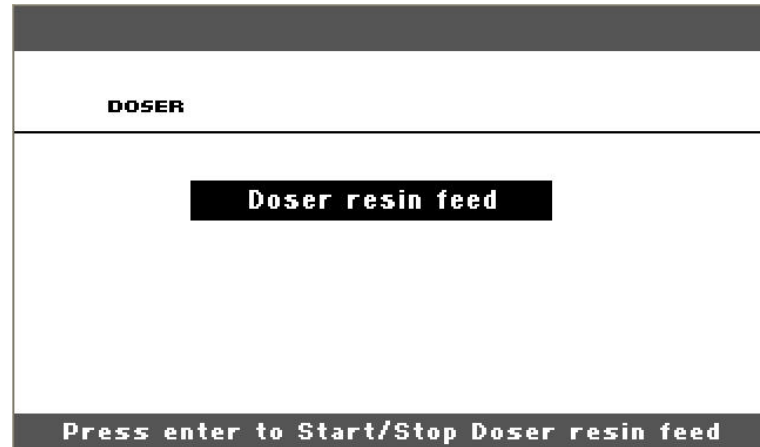 DOSER
Doser resin feed
Press enter to Start/Stop Doser resin feed